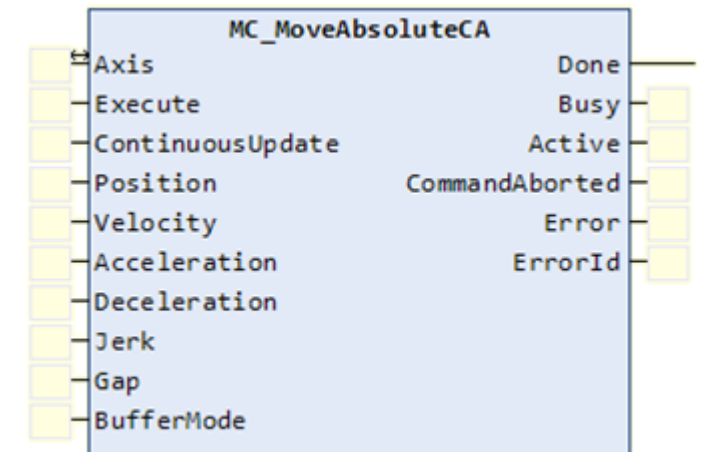 MC_MoveAbsoluteCA
Axis Done
Execute Busy
ContinuousUpdate Active
Position CommandAborted
Velocity Error
Acceleration ErrorId
Deceleration
Jerk
Gap
BufferMode